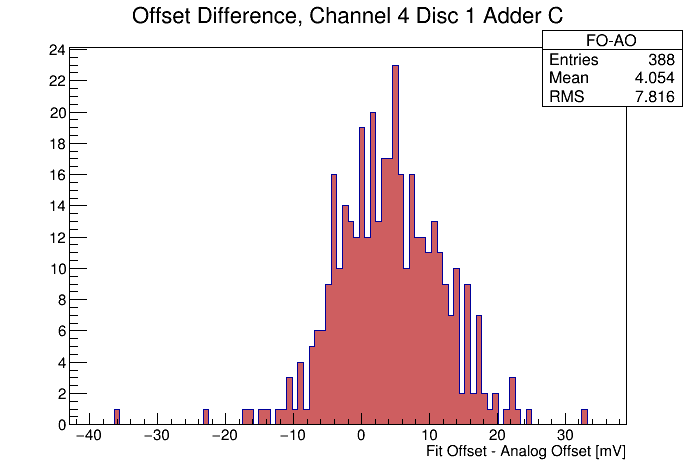 Offset Difference, Channel 4 Disc 1 Adder C
FO-AO
Entries 388
Mean 4.054
RMS 7.816
24
22
20
18
16
14
12
10
8
6
4
2
0
−40 −30 −20 −10 0 10 20 30
Fit Offset - Analog Offset [mV]